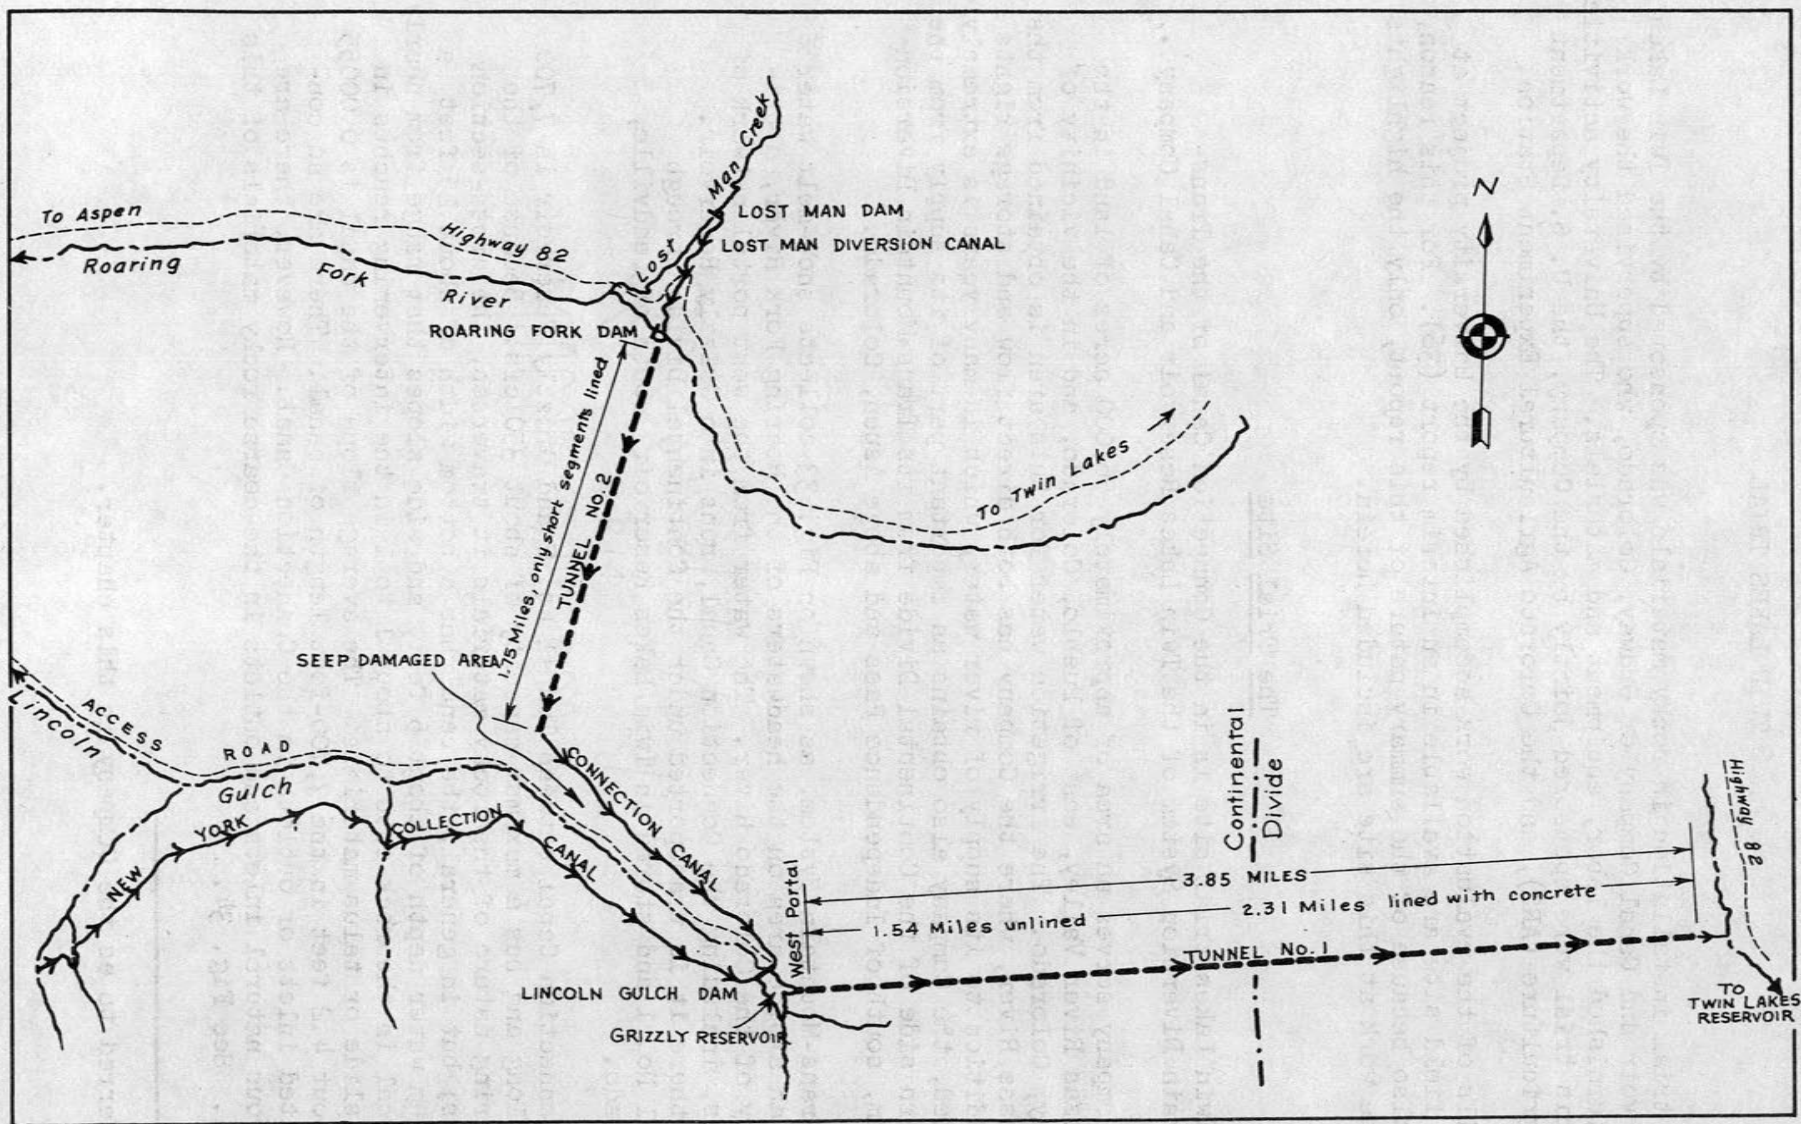 Man Creek
Lost
LOST MAN DAM
LOST MAN DIVERSION CANAL
N
To Aspen
Highway 82
Roaring
Fork
River
ROARING FORK DAM
1.75 Miles, only short segments lined
TUNNEL No. 2
To Twin Lakes
SEEP DAMAGED AREA
ACCESS
ROAD
Lincoln
Gulch
NEW
YORK
COLLECTION
CANAL
CONNECTION CANAL
West Portal
Continental
Divide
Highway 82
3.85 MILES
1.54 Miles unlined
2.31 Miles lined with concrete
TUNNEL No. 1
LINCOLN GULCH DAM
GRIZZLY RESERVOIR
TO
TWIN LAKES
RESERVOIR